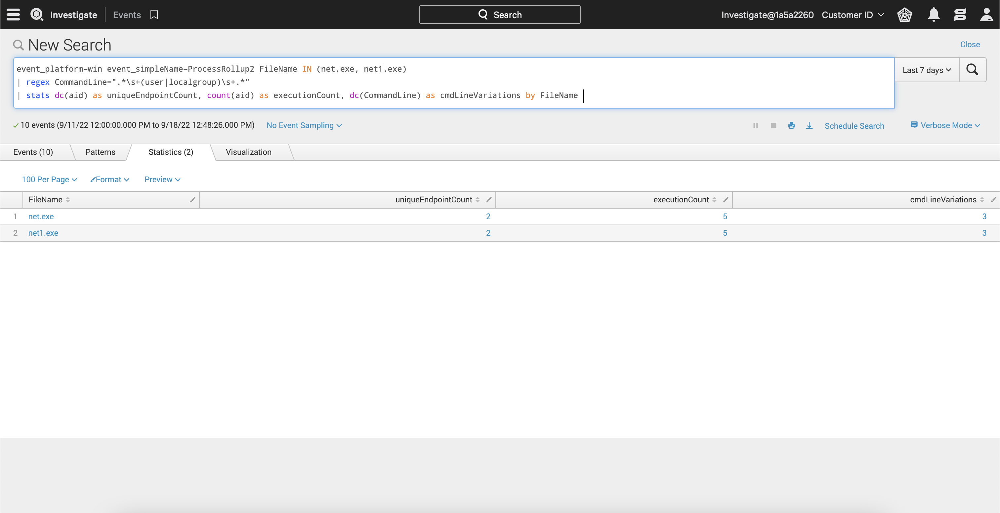 Investigate Events Search Investigate@1a5a2260 Customer ID
New Search Close
event_platform=win event_simpleName=ProcessRollup2 FileName IN (net.exe, net1.exe)
| regex CommandLine=".*\s+(user|localgroup)\s+.*"
| stats dc(aid) as uniqueEndpointCount, count(aid) as executionCount, dc(CommandLine) as cmdLineVariations by FileName
Last 7 days
10 events (9/11/22 12:00:00.000 PM to 9/18/22 12:48:26.000 PM) No Event Sampling Schedule Search Verbose Mode
Events (10) Patterns Statistics (2) Visualization
100 Per Page Format Preview
FileName uniqueEndpointCount executionCount cmdLineVariations
1 net.exe 2 5 3
2 net1.exe 2 5 3